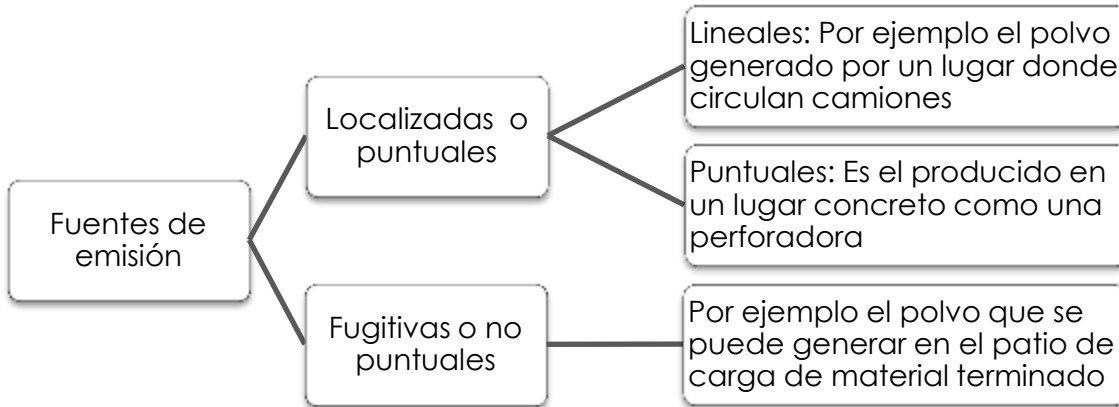 Fuentes de
emisión
Localizadas o
puntuales
Lineales: Por ejemplo el polvo
generado por un lugar donde
circulan camiones
Puntuales: Es el producido en
un lugar concreto como una
perforadora
Fugitivas o no
puntuales
Por ejemplo el polvo que se
puede generar en el patio de
carga de material terminado